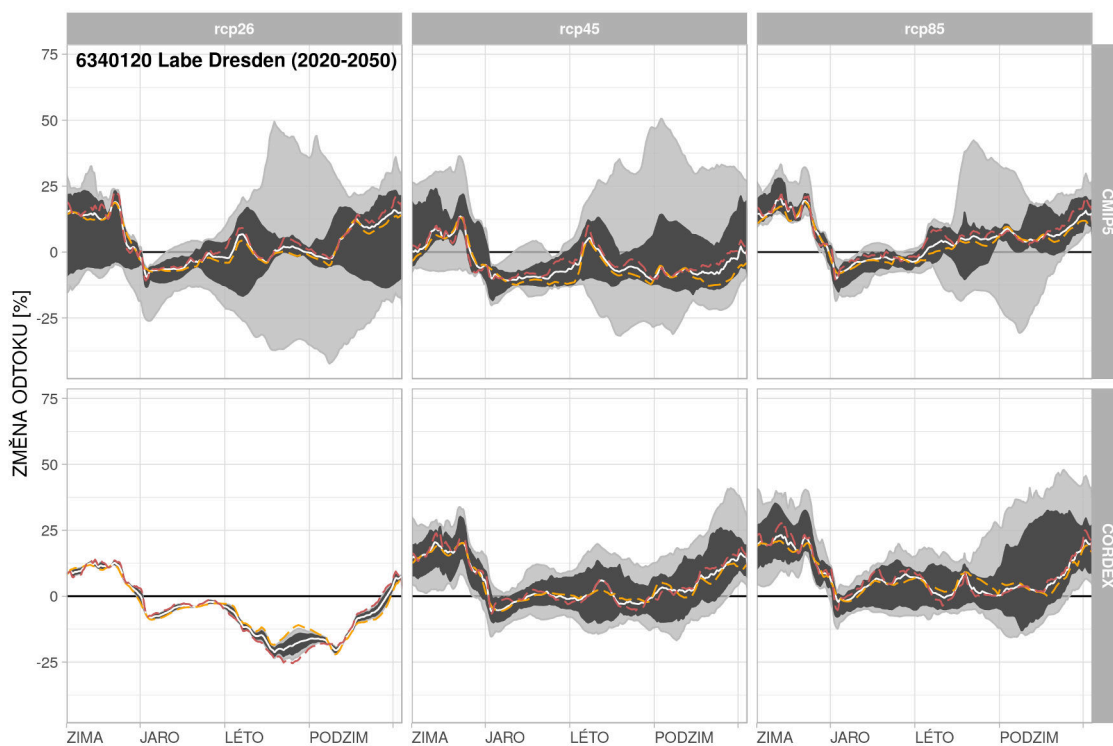 rcp26 rcp45 rcp85
6340120 Labe Dresden (2020-2050)
75
50
25
0
-25
CMIP5
ZMĚNA ODTOKU [%]
75
50
25
0
-25
CORDEX
ZIMA JARO LÉTO PODZIM ZIMA JARO LÉTO PODZIM ZIMA JARO LÉTO PODZIM